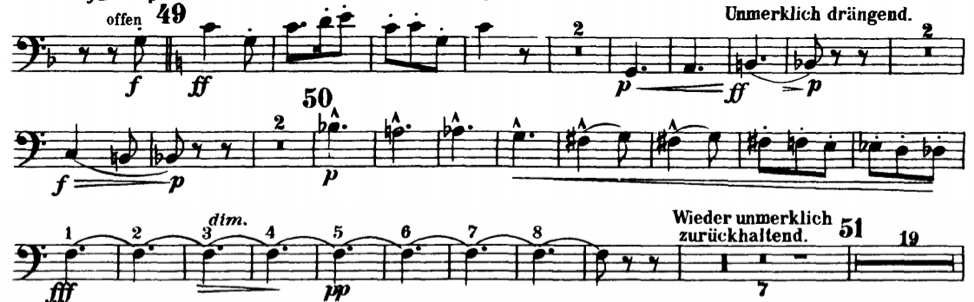 offen 49 Unmerklich drängend.
2 2
f ff p ff p
50
2
f p p
Wieder unmerklich
1 2 3 dim. 4 5 6 7 8 zurückhaltend. 51 19
fff pp 7